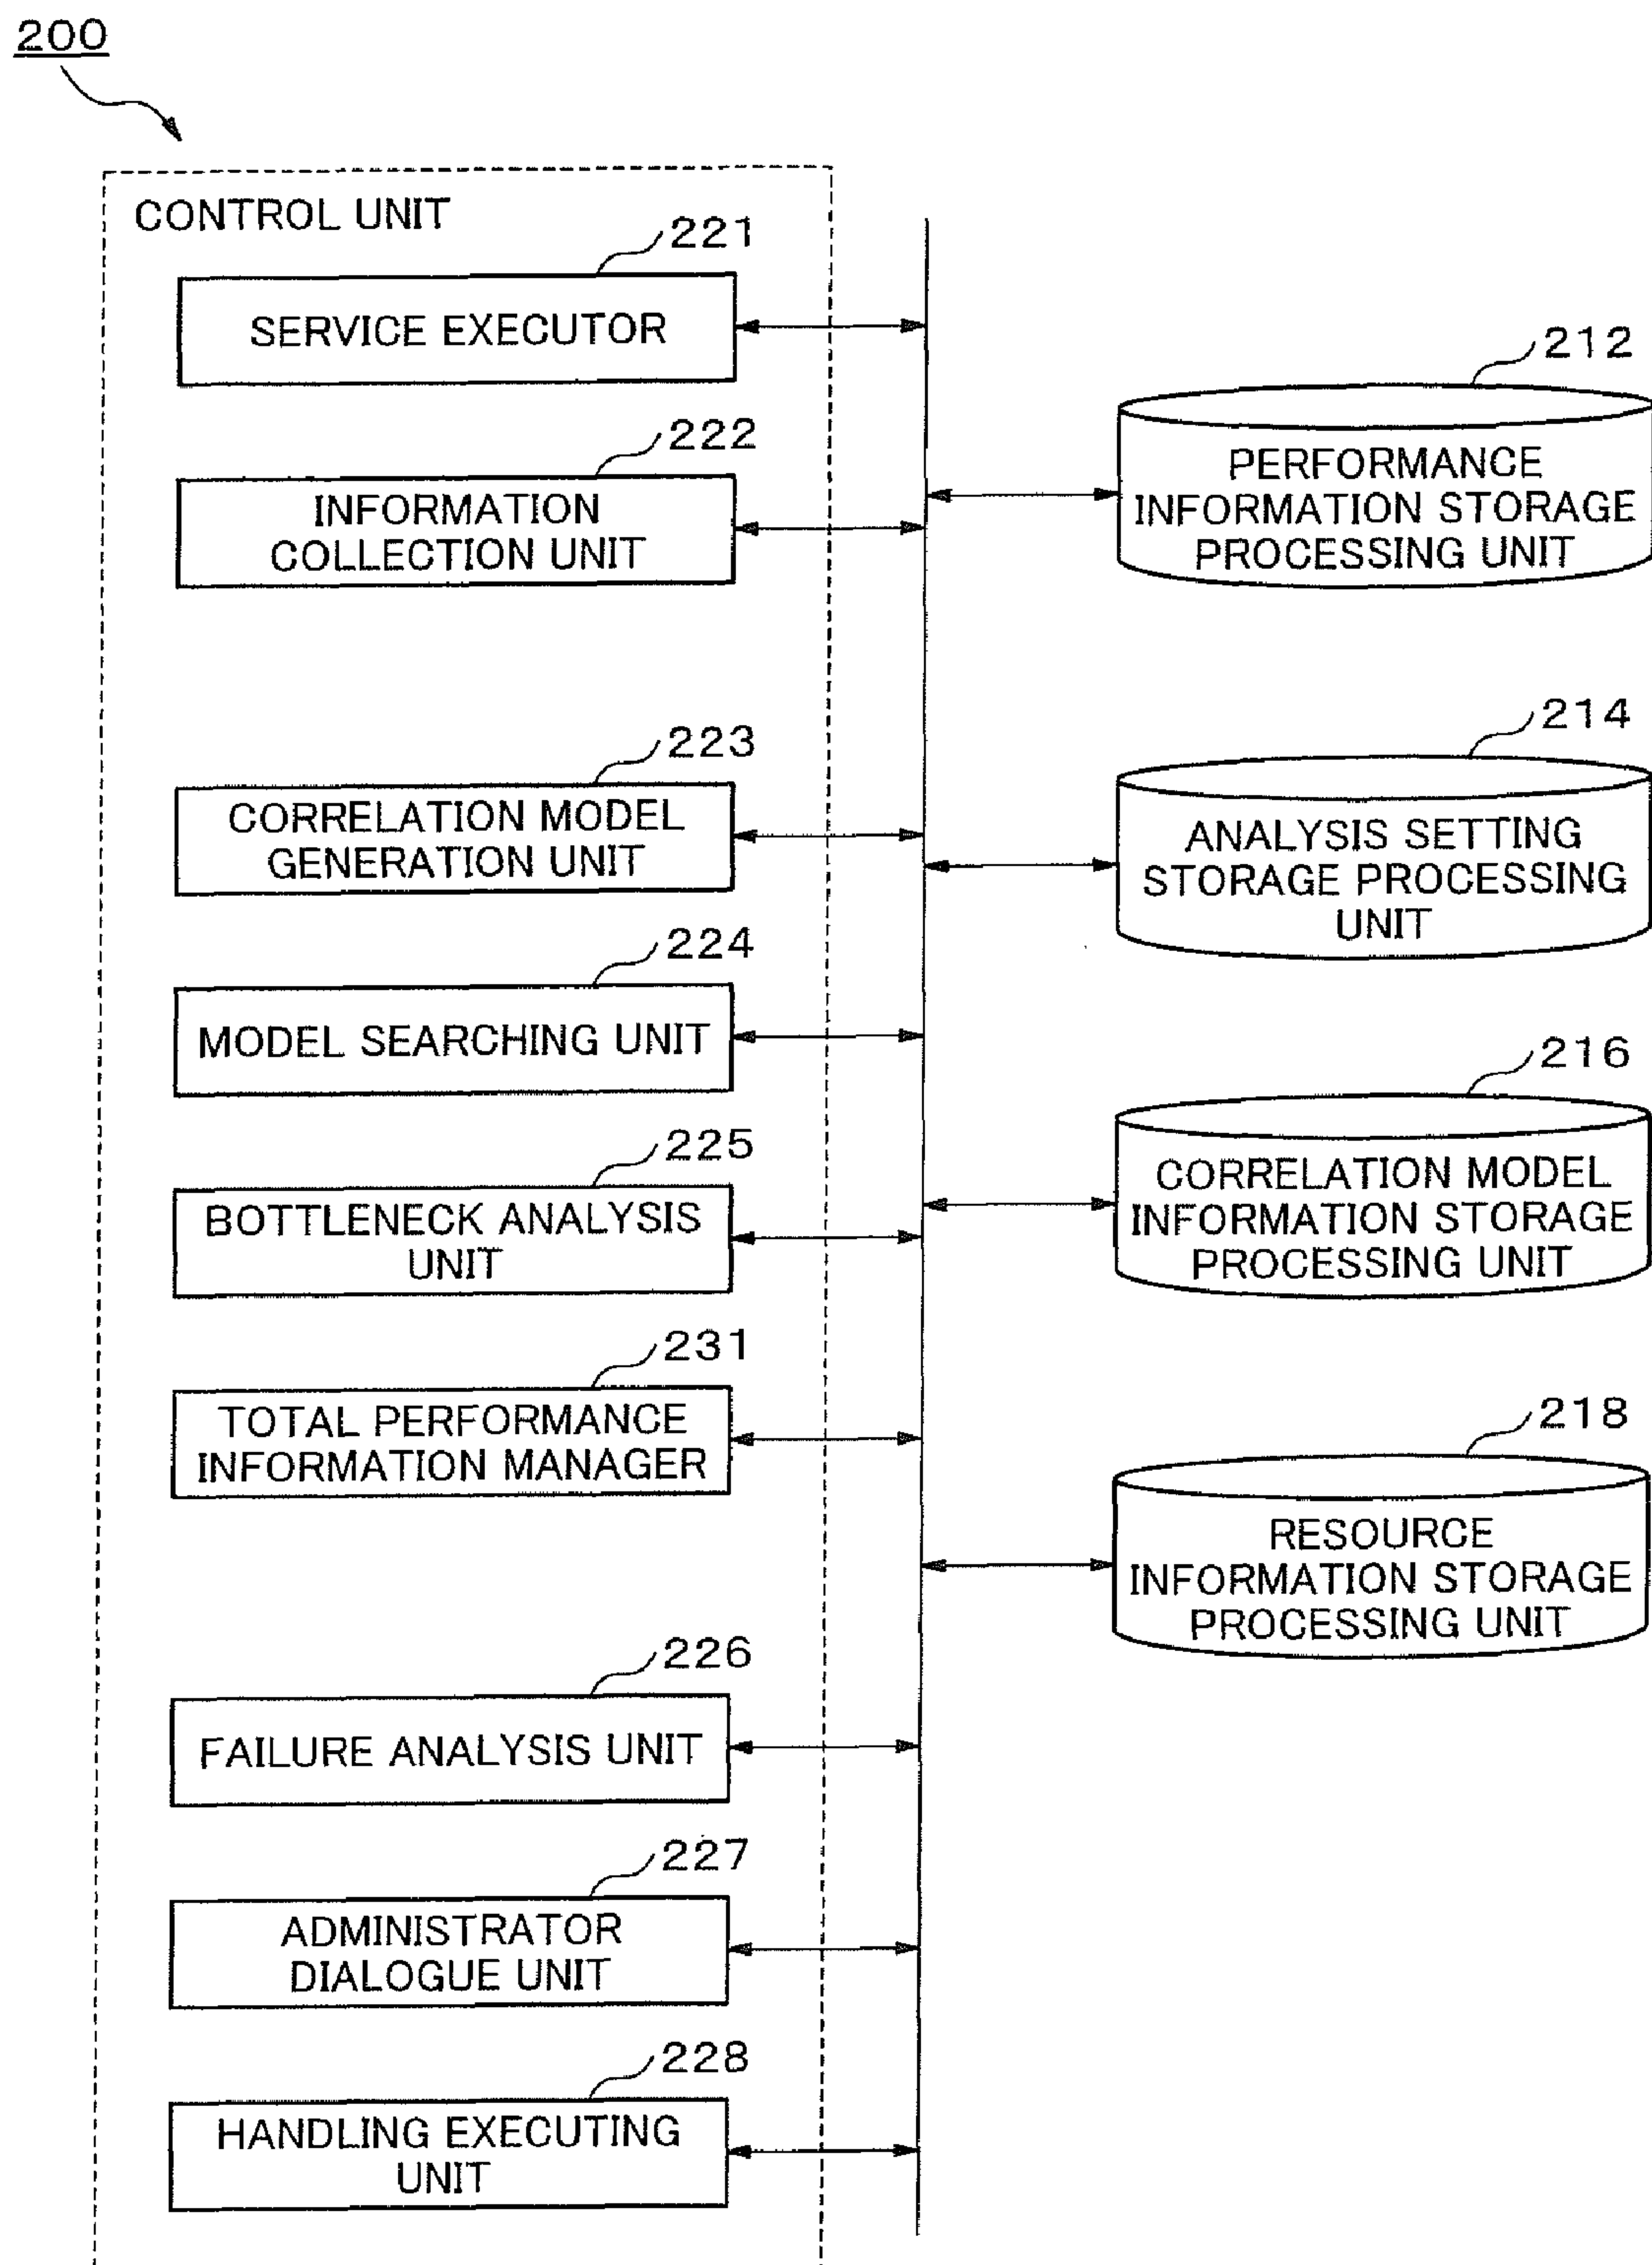 200
CONTROL UNIT
221
SERVICE EXECUTOR
222
INFORMATION
COLLECTION UNIT
223
CORRELATION MODEL
GENERATION UNIT
224
MODEL SEARCHING UNIT
225
BOTTLENECK ANALYSIS
UNIT
231
TOTAL PERFORMANCE
INFORMATION MANAGER
226
FAILURE ANALYSIS UNIT
227
ADMINISTRATOR
DIALOGUE UNIT
228
HANDLING EXECUTING
UNIT
212
PERFORMANCE
INFORMATION STORAGE
PROCESSING UNIT
214
ANALYSIS SETTING
STORAGE PROCESSING
UNIT
216
CORRELATION MODEL
INFORMATION STORAGE
PROCESSING UNIT
218
RESOURCE
INFORMATION STORAGE
PROCESSING UNIT